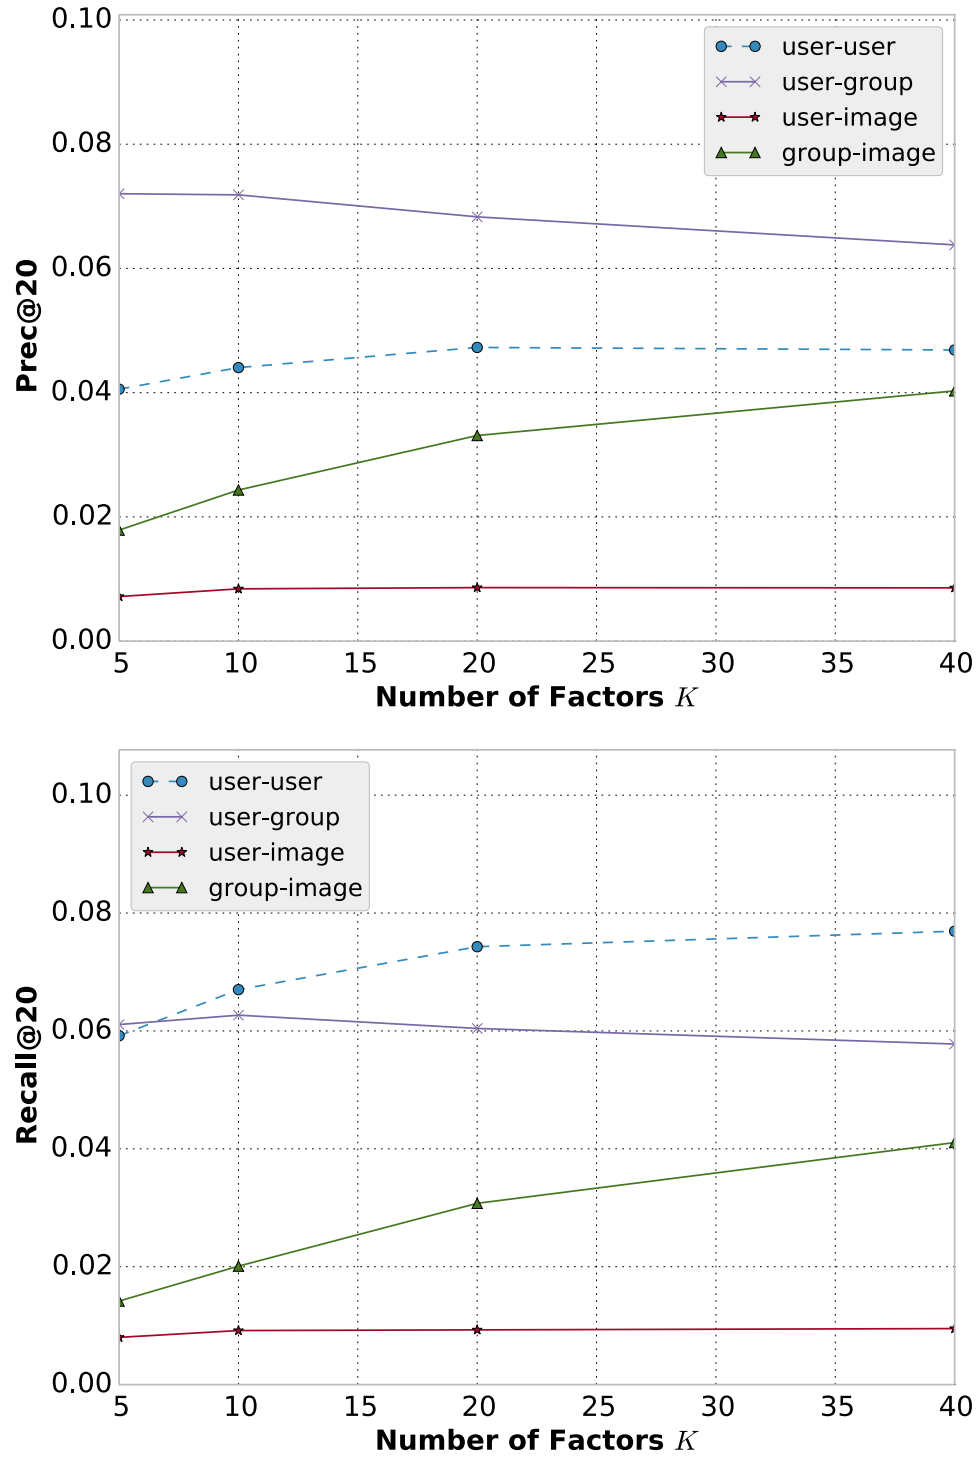 0.10
0.08
0.06
0.04
0.02
0.00
Prec@20
user-user
user-group
user-image
group-image
5 10 15 20 25 30 35 40
Number of Factors K
0.10
0.08
0.06
0.04
0.02
0.00
Recall@20
user-user
user-group
user-image
group-image
5 10 15 20 25 30 35 40
Number of Factors K